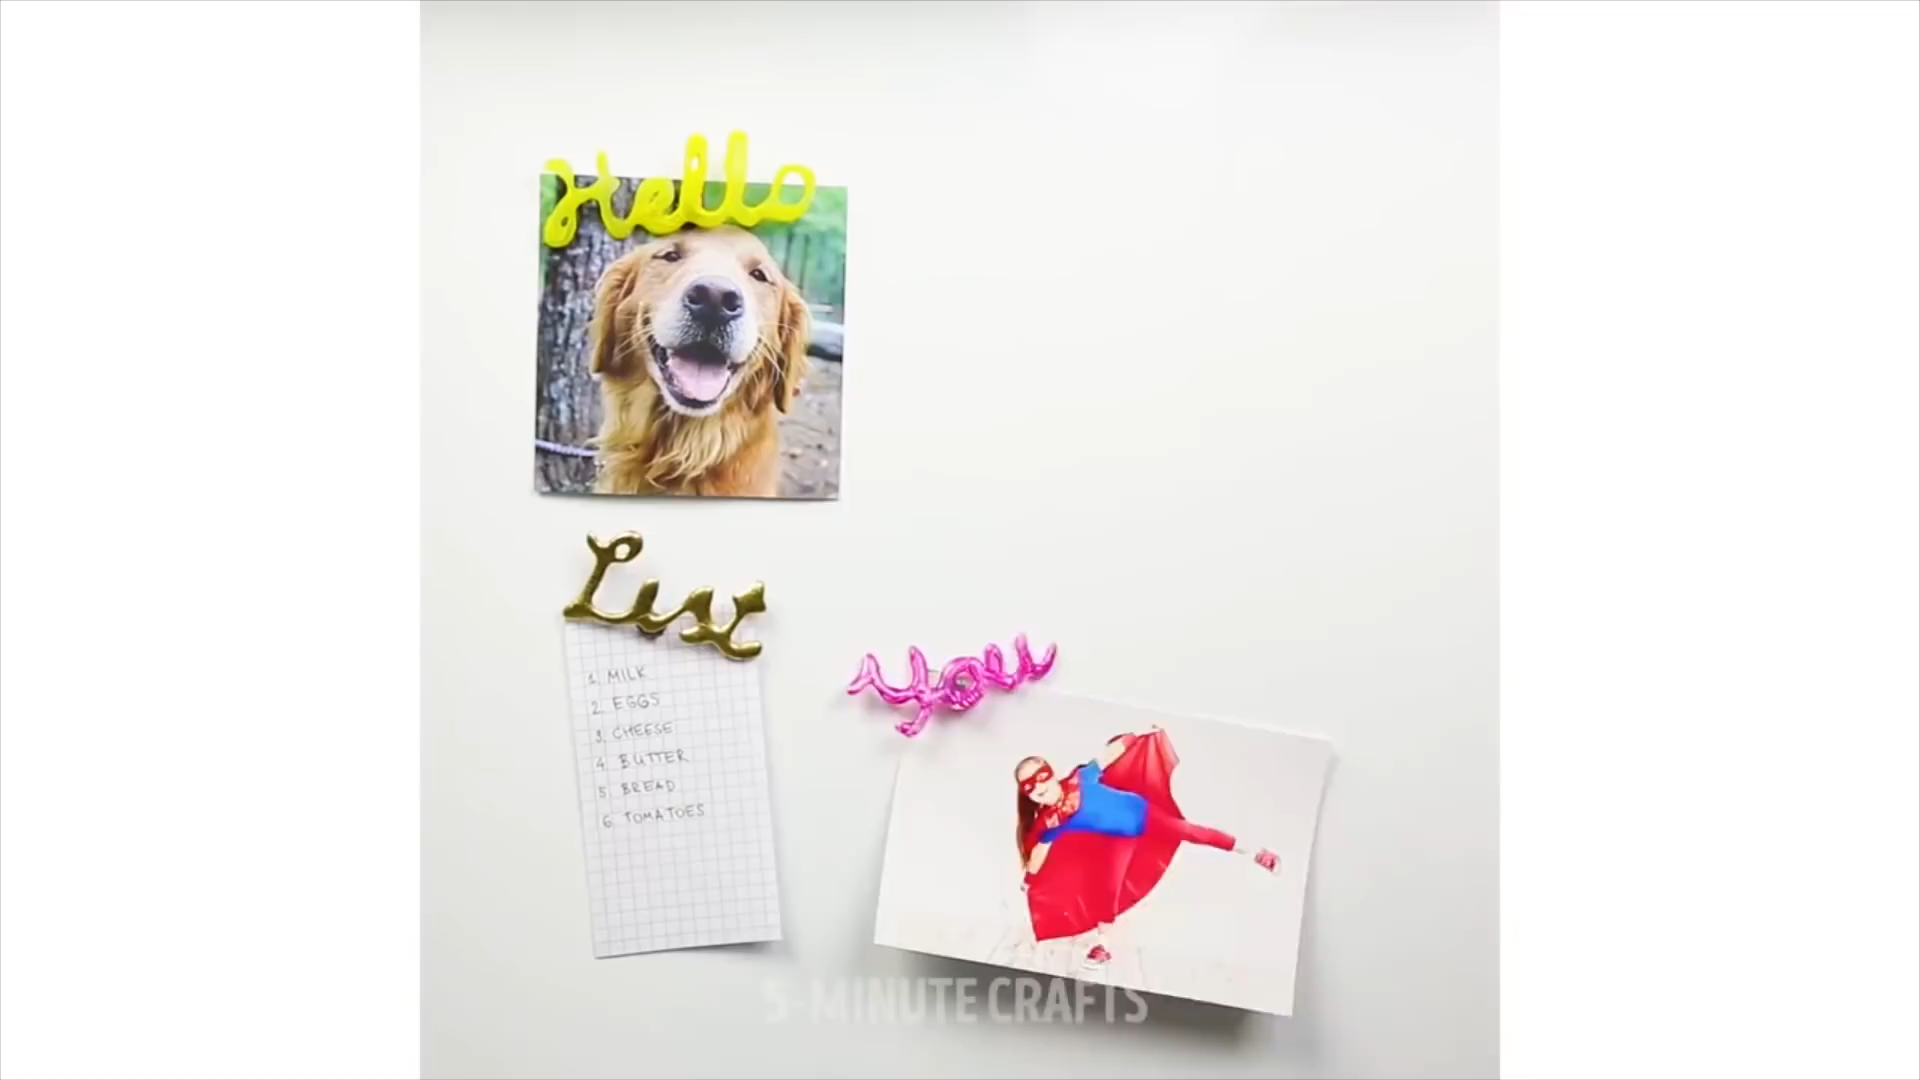 Hello
List
1. MILK
2. EGGS
3. CHEESE
4. BUTTER
5. BREAD
6. TOMATOES
you
5-MINUTE CRAFTS